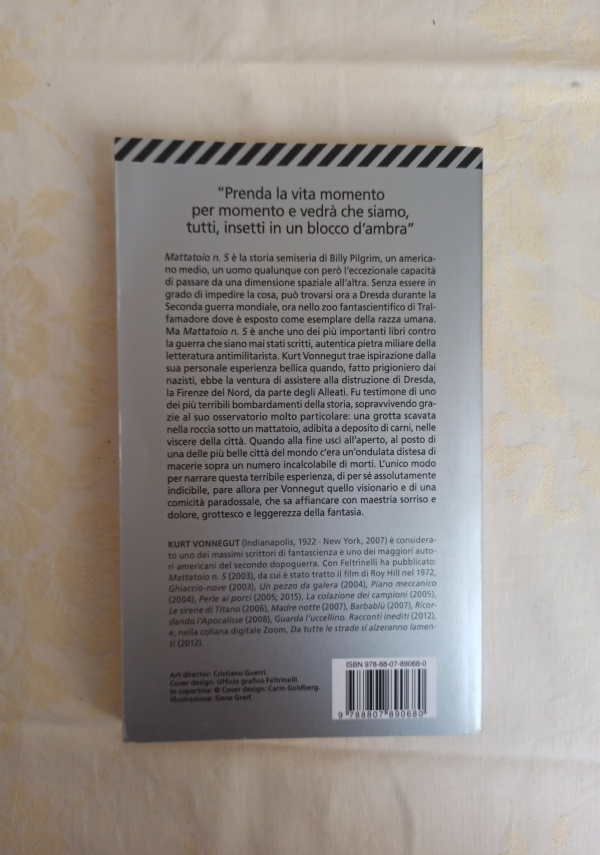 "Prenda la vita momento
per momento e vedrà che siamo,
tutti, insetti in un blocco d'ambra"
Mattatoio n. 5 è la storia semiseria di Billy Pilgrim, un america-
no medio, un uomo qualunque con però l'eccezionale capacità
di passare da una dimensione spaziale all'altra. Senza essere in
grado di impedire la cosa, può trovarsi ora a Dresda durante la
Seconda guerra mondiale, ora nello zoo fantascientifico di Tral-
famadore dove è esposto come esemplare della razza umana.
Ma Mattatoio n. 5 è anche uno dei più importanti libri contro
la guerra che siano mai stati scritti, autentica pietra miliare della
letteratura antimilitarista. Kurt Vonnegut trae ispirazione dalla
sua personale esperienza bellica quando, fatto prigioniero dai
nazisti, ebbe la ventura di assistere alla distruzione di Dresda,
la Firenze del Nord, da parte degli Alleati. Fu testimone di uno
dei più terribili bombardamenti della storia, sopravvivendo gra-
zie al suo osservatorio molto particolare: una grotta scavata
nella roccia sotto un mattatoio, adibita a deposito di carni, nelle
viscere della città. Quando alla fine uscì all'aperto, al posto di
una delle più belle città del mondo c'era un'ondulata distesa di
macerie sopra un numero incalcolabile di morti. L'unico modo
per narrare questa terribile esperienza, di per sé assolutamente
indicibile, pare allora per Vonnegut quello visionario e di una
comicità paradossale, che sa affiancare con maestria sorriso e
dolore, grottesco e leggerezza della fantasia.
KURT VONNEGUT (Indianapolis, 1922 - New York, 2007) è considera-
to uno dei massimi scrittori di fantascienza e uno dei maggiori auto-
ri americani del secondo dopoguerra. Con Feltrinelli ha pubblicato:
Mattatoio n. 5 (2003), da cui è stato tratto il film di Roy Hill nel 1972,
Ghiaccio-nove (2003), Un pezzo da galera (2004), Piano meccanico
(2004), Perle ai porci (2005; 2015), La colazione dei campioni (2005),
Le sirene di Titano (2006), Madre notte (2007), Barbablù (2007), Ricor-
dando l'Apocalisse (2008), Guarda l'uccellino. Racconti inediti (2012),
e, nella collana digitale Zoom, Da tutte le strade si alzeranno lamen-
ti (2012).
Art director: Cristiano Guerri.
Cover design: Ufficio grafico Feltrinelli.
In copertina: © Cover design: Carin Goldberg.
Illustrazione: Gene Greif.
ISBN 978-88-07-89068-0
9 788807 890680